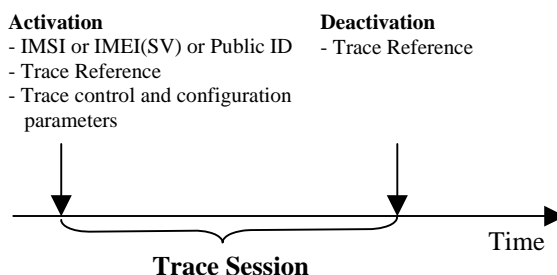 Activation
- IMSI or IMEI(SV) or Public ID
- Trace Reference
- Trace control and configuration
parameters
Deactivation
- Trace Reference
Time
Trace Session